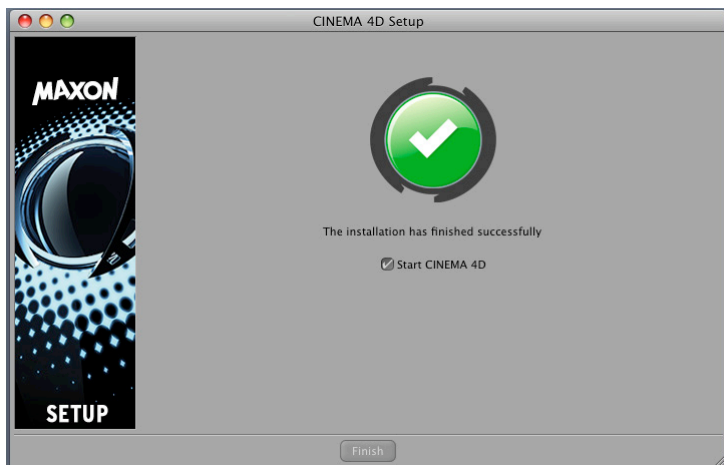 CINEMA 4D Setup
MAXON
The installation has finished successfully
Start CINEMA 4D
SETUP
Finish